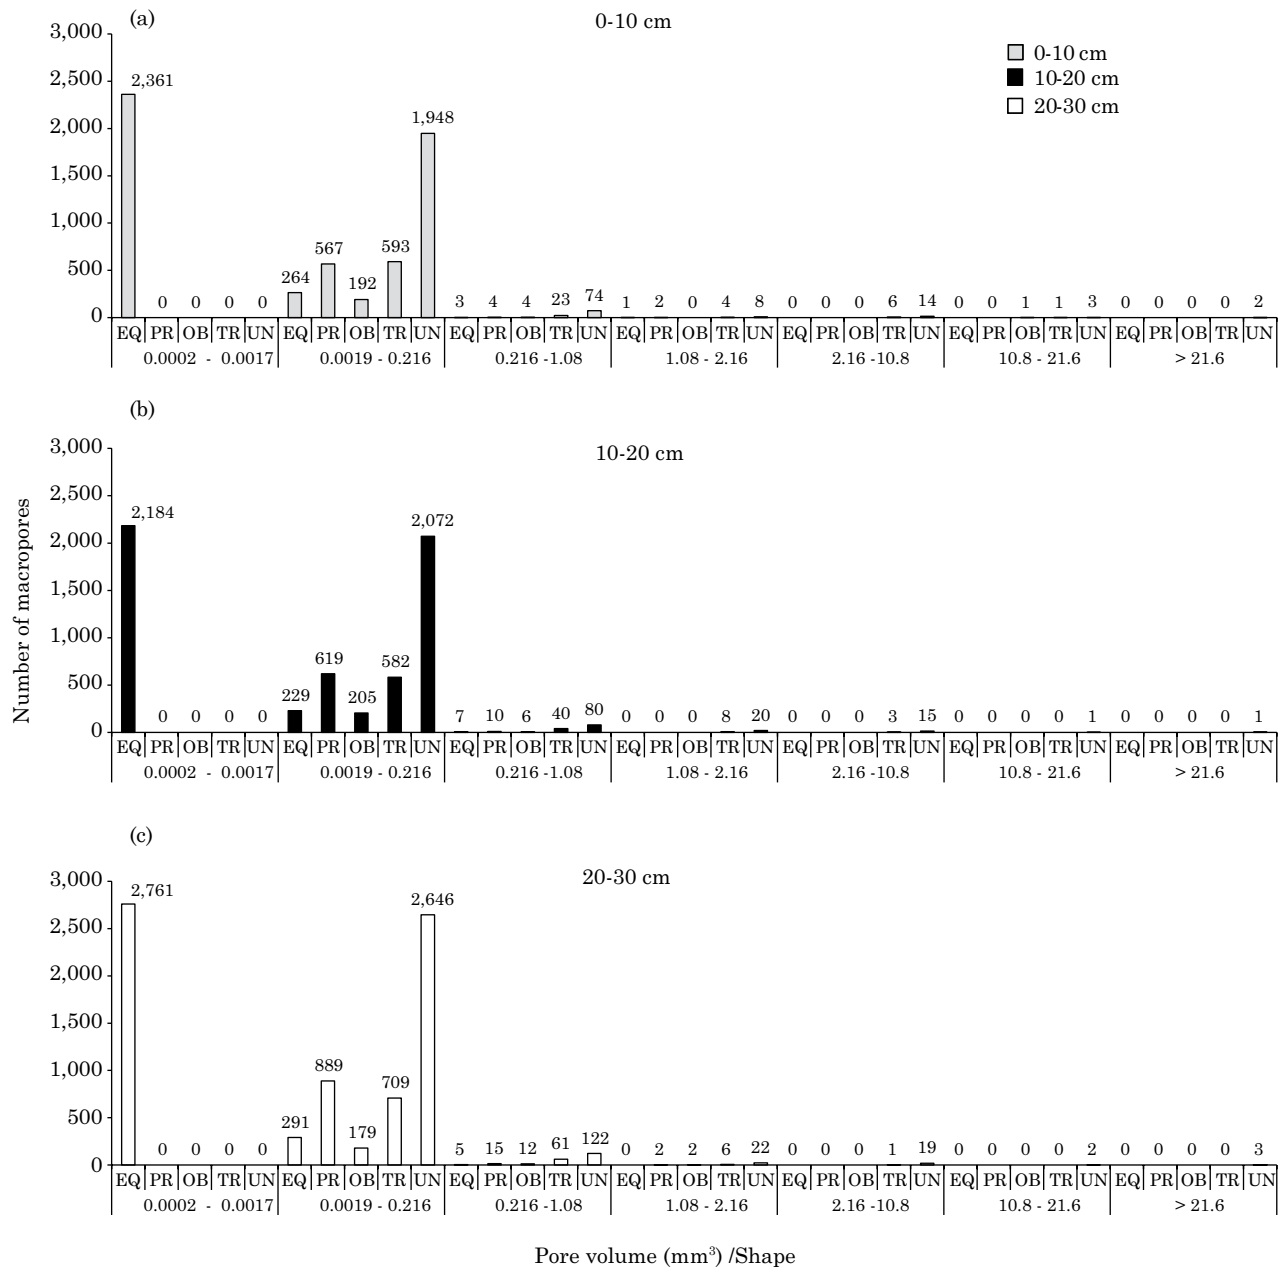 (a)
0-10 cm
0-10 cm
10-20 cm
20-30 cm
3,000
2,500
2,000
1,500
1,000
500
0
2,361 0 0 0 0 264 567 192 593 1,948 3 4 4 23 74 1 2 0 4 8 0 0 0 6 14 0 0 1 1 3 0 0 0 0 2
EQ PR OB TR UN EQ PR OB TR UN EQ PR OB TR UN EQ PR OB TR UN EQ PR OB TR UN EQ PR OB TR UN EQ PR OB TR UN
0.0002 - 0.0017 0.0019 - 0.216 0.216 -1.08 1.08 - 2.16 2.16 -10.8 10.8 - 21.6 > 21.6
(b)
10-20 cm
Number of macropores
3,000
2,500
2,000
1,500
1,000
500
0
2,184 0 0 0 0 229 619 205 582 2,072 7 10 6 40 80 0 0 0 8 20 0 0 0 3 15 0 0 0 0 1 0 0 0 0 1
EQ PR OB TR UN EQ PR OB TR UN EQ PR OB TR UN EQ PR OB TR UN EQ PR OB TR UN EQ PR OB TR UN EQ PR OB TR UN
0.0002 - 0.0017 0.0019 - 0.216 0.216 -1.08 1.08 - 2.16 2.16 -10.8 10.8 - 21.6 > 21.6
(c)
20-30 cm
3,000
2,500
2,000
1,500
1,000
500
0
2,761 0 0 0 0 291 889 179 709 2,646 5 15 12 61 122 0 2 2 6 22 0 0 0 1 19 0 0 0 0 2 0 0 0 0 3
EQ PR OB TR UN EQ PR OB TR UN EQ PR OB TR UN EQ PR OB TR UN EQ PR OB TR UN EQ PR OB TR UN EQ PR OB TR UN
0.0002 - 0.0017 0.0019 - 0.216 0.216 -1.08 1.08 - 2.16 2.16 -10.8 10.8 - 21.6 > 21.6
Pore volume (mm³) /Shape